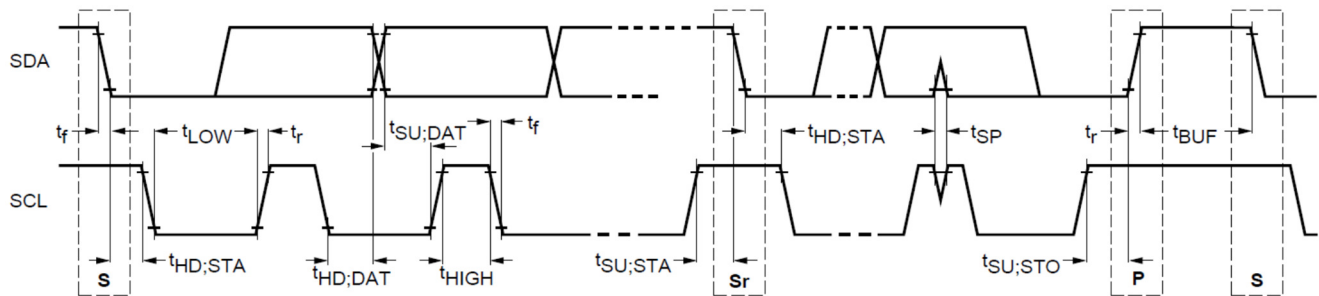 SDA
t_f t_LOW t_r t_SU;DAT t_f t_HD;STA t_SP t_r t_BUF
SCL
t_HD;STA t_HD;DAT t_HIGH t_SU;STA t_SU;STO
S Sr P S